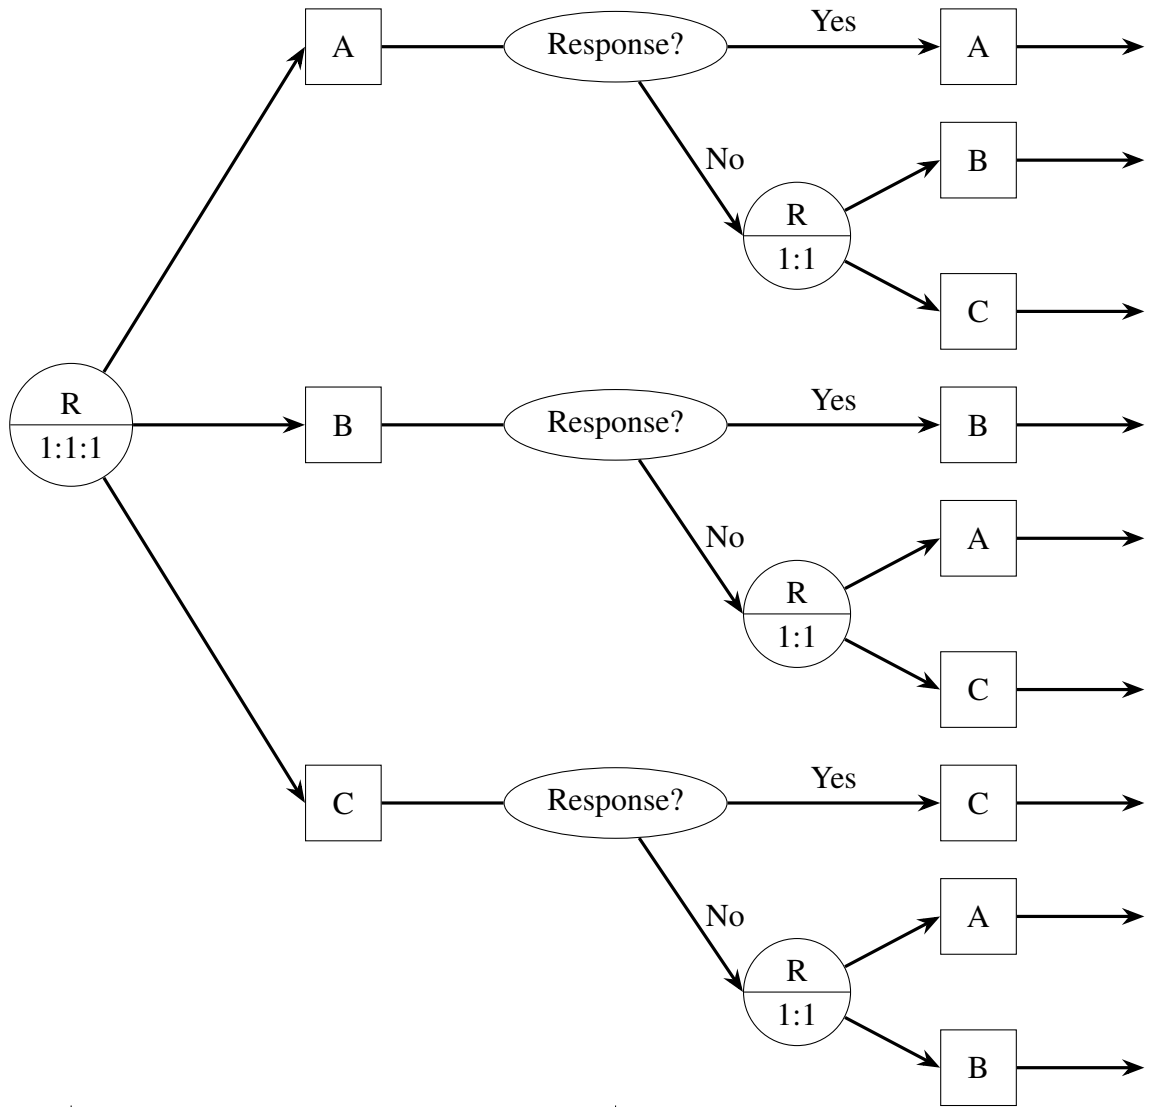 A
Response?
Yes
A
No
B
R
1:1
C
R
1:1:1
B
Response?
Yes
B
No
A
R
1:1
C
C
Response?
Yes
C
No
A
R
1:1
B